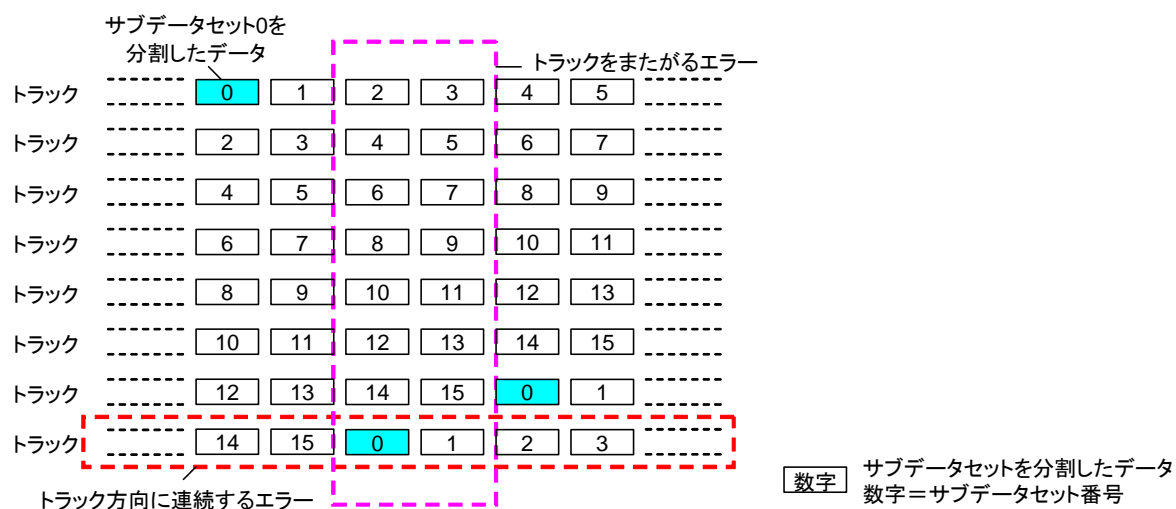 サブデータセット0を
分割したデータ
トラックをまたがるエラー
トラック 0 1 2 3 4 5
トラック 2 3 4 5 6 7
トラック 4 5 6 7 8 9
トラック 6 7 8 9 10 11
トラック 8 9 10 11 12 13
トラック 10 11 12 13 14 15
トラック 12 13 14 15 0 1
トラック 14 15 0 1 2 3
トラック方向に連続するエラー
数字 サブデータセットを分割したデータ
数字＝サブデータセット番号